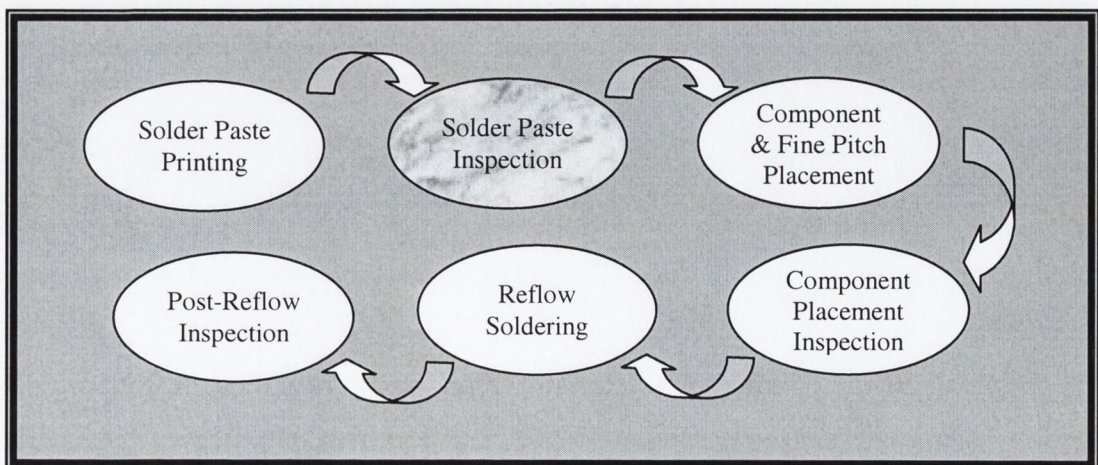 Solder Paste
Printing
Solder Paste
Inspection
Component
& Fine Pitch
Placement
Component
Placement
Inspection
Reflow
Soldering
Post-Reflow
Inspection